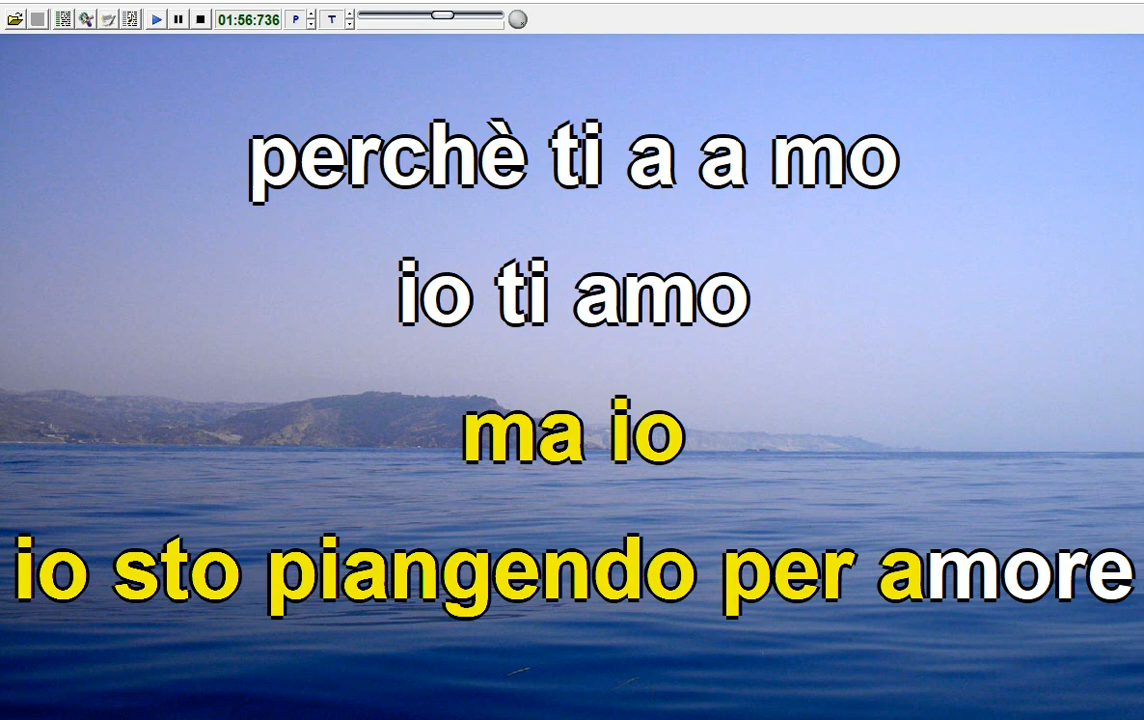 01:56:736 P T
perchè ti a a mo
io ti amo
ma io
io sto piangendo per amore